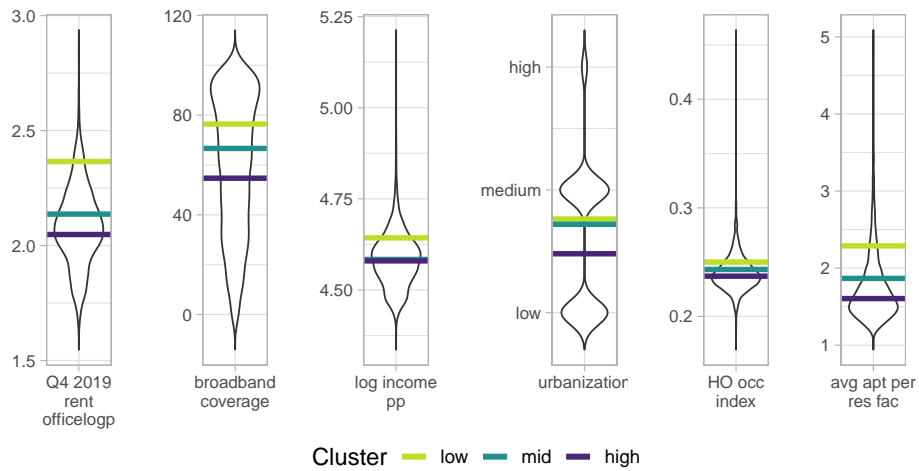 3.0
2.5
2.0
1.5
Q4 2019
rent
officelogp
120
80
40
0
broadband
coverage
5.25
5.00
4.75
4.50
log income
pp
high
medium
low
urbanization
0.4
0.3
0.2
HO occ
index
5
4
3
2
1
avg apt per
res fac
Cluster low mid high